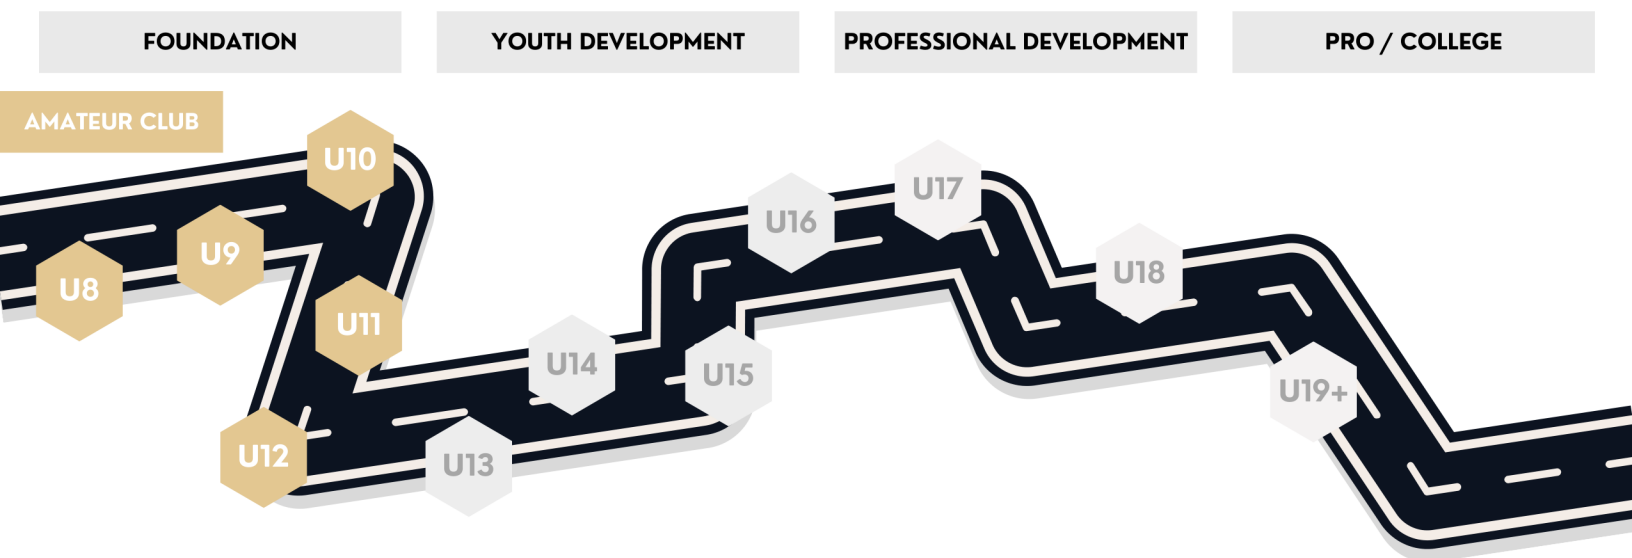 FOUNDATION
YOUTH DEVELOPMENT
PROFESSIONAL DEVELOPMENT
PRO / COLLEGE
AMATEUR CLUB
U8
U9
U10
U11
U12
U13
U14
U15
U16
U17
U18
U19+